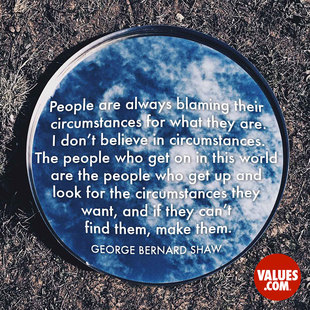 People are always blaming their
circumstances for what they are.
I don't believe in circumstances.
The people who get on in this world
are the people who get up and
look for the circumstances they
want, and if they can't
find them, make them.
GEORGE BERNARD SHAW
VALUES
.COM